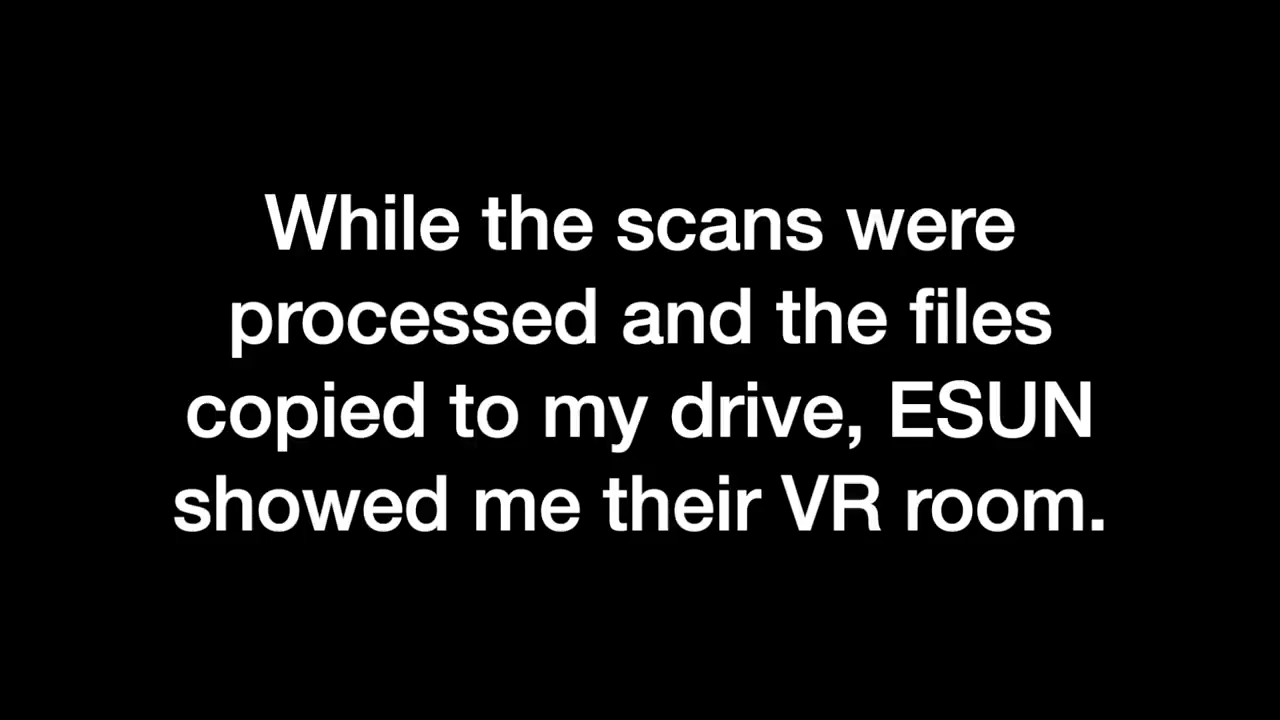 While the scans were
processed and the files
copied to my drive, ESUN
showed me their VR room.